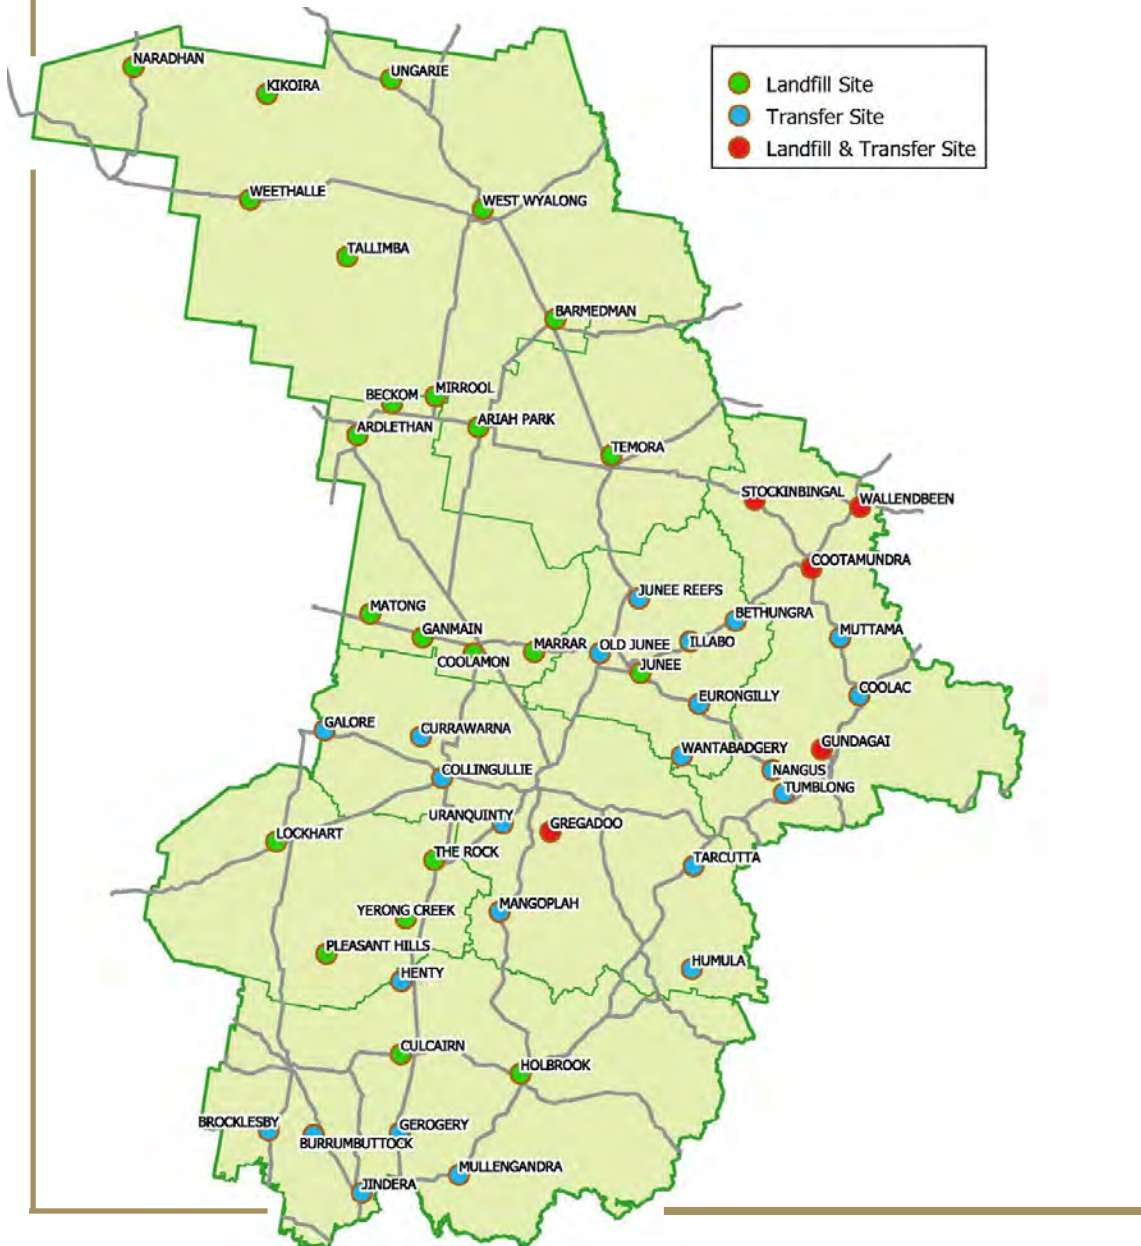 NARADHAN
KIKOIRA
UNGARIE
Landfill Site
Transfer Site
Landfill & Transfer Site
WEETHALLE
WEST WYALONG
TALLIMBA
BARMEDMAN
BECKOM
MIRROOL
ARDLETHAN
ARIAH PARK
TEMORA
STOCKINBINGAL
WALLENDBEEN
COOTAMUNDRA
JUNEE REEFS
MATONG
BETHUNGRA
GANMAIN
MARRAR
OLD JUNEE
ILLABO
MUTTAMA
COOLAMON
JUNEE
EURONGILLY
COOLAC
GALORE
CURRAWARNA
WANTABADGERY
GUNDAGAI
COLLINGULLIE
NANGUS
TUMBLONG
URANQUINTY
GREGADOO
LOCKHART
THE ROCK
TARCUTTA
YERONG CREEK
MANGOPLAH
PLEASANT HILLS
HENTY
HUMULA
CULCAIRN
HOLBROOK
BROCKLESBY
BURRUMBUTTOCK
GEROGERY
MULLENGANDRA
JINDERA